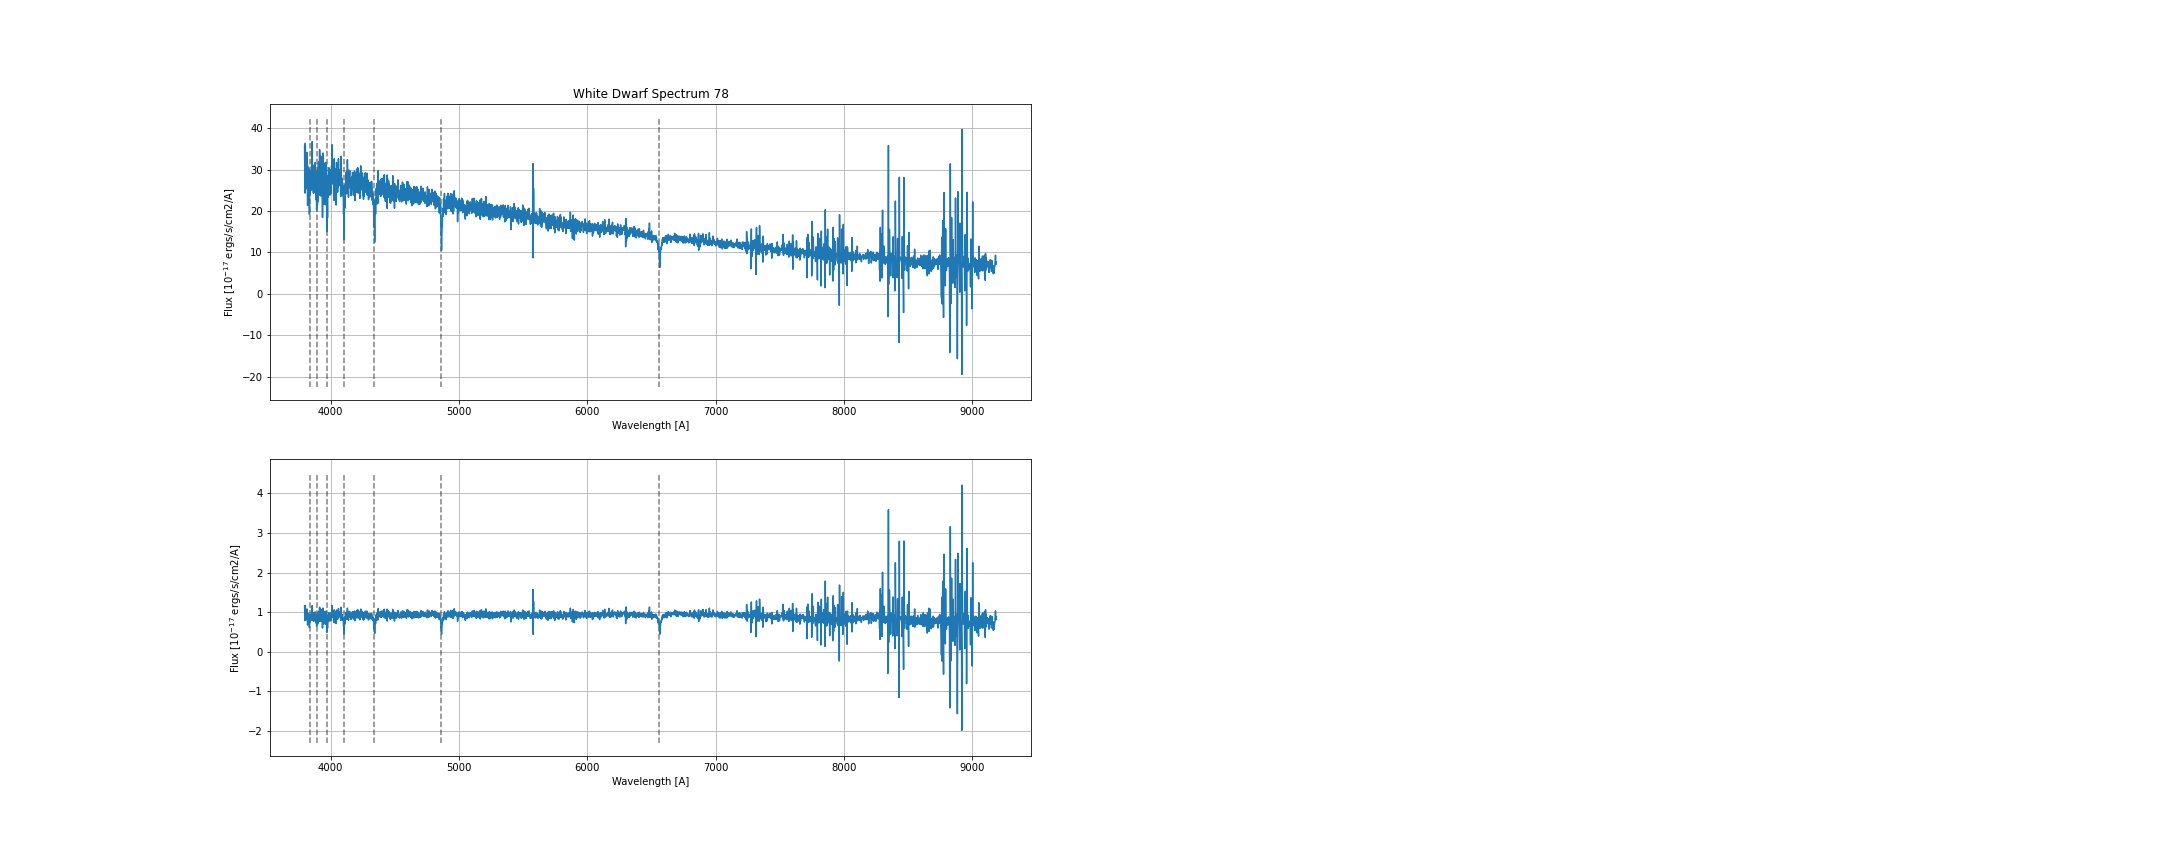 White Dwarf Spectrum 78
40
30
20
10
0
−10
−20
Flux [10⁻¹⁷ ergs/s/cm2/A]
4000 5000 6000 7000 8000 9000
Wavelength [A]
4
3
2
1
0
−1
−2
Flux [10⁻¹⁷ ergs/s/cm2/A]
4000 5000 6000 7000 8000 9000
Wavelength [A]